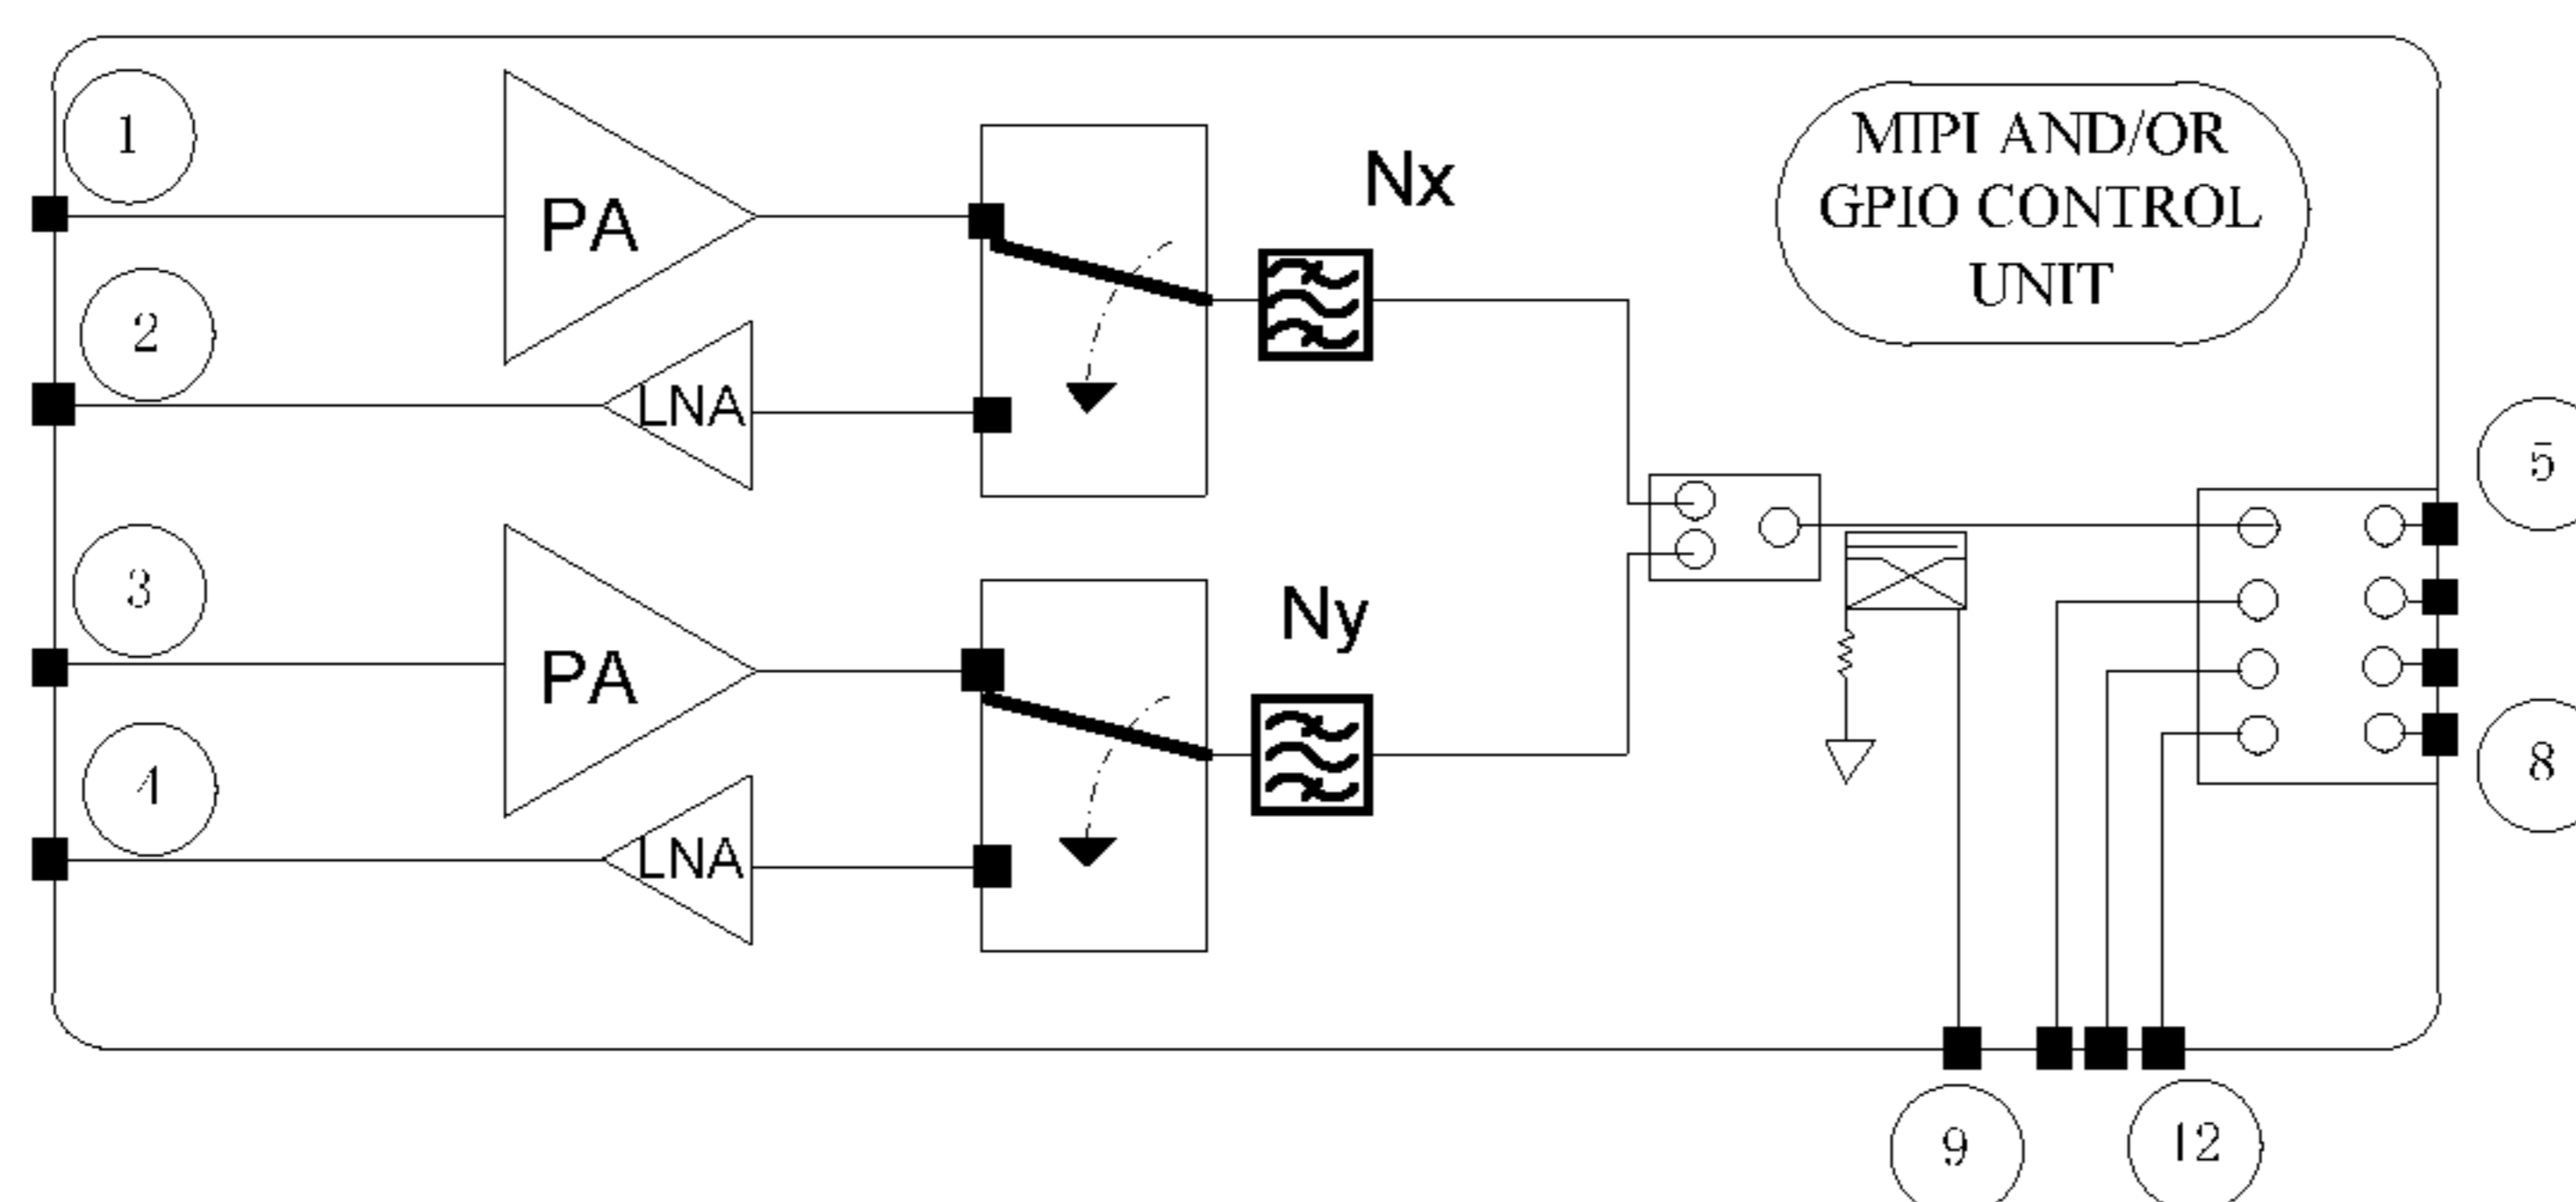 1
PA
Nx
MIPI AND/OR
GPIO CONTROL
UNIT
2
LNA
5
3
PA
Ny
4
LNA
8
9
12